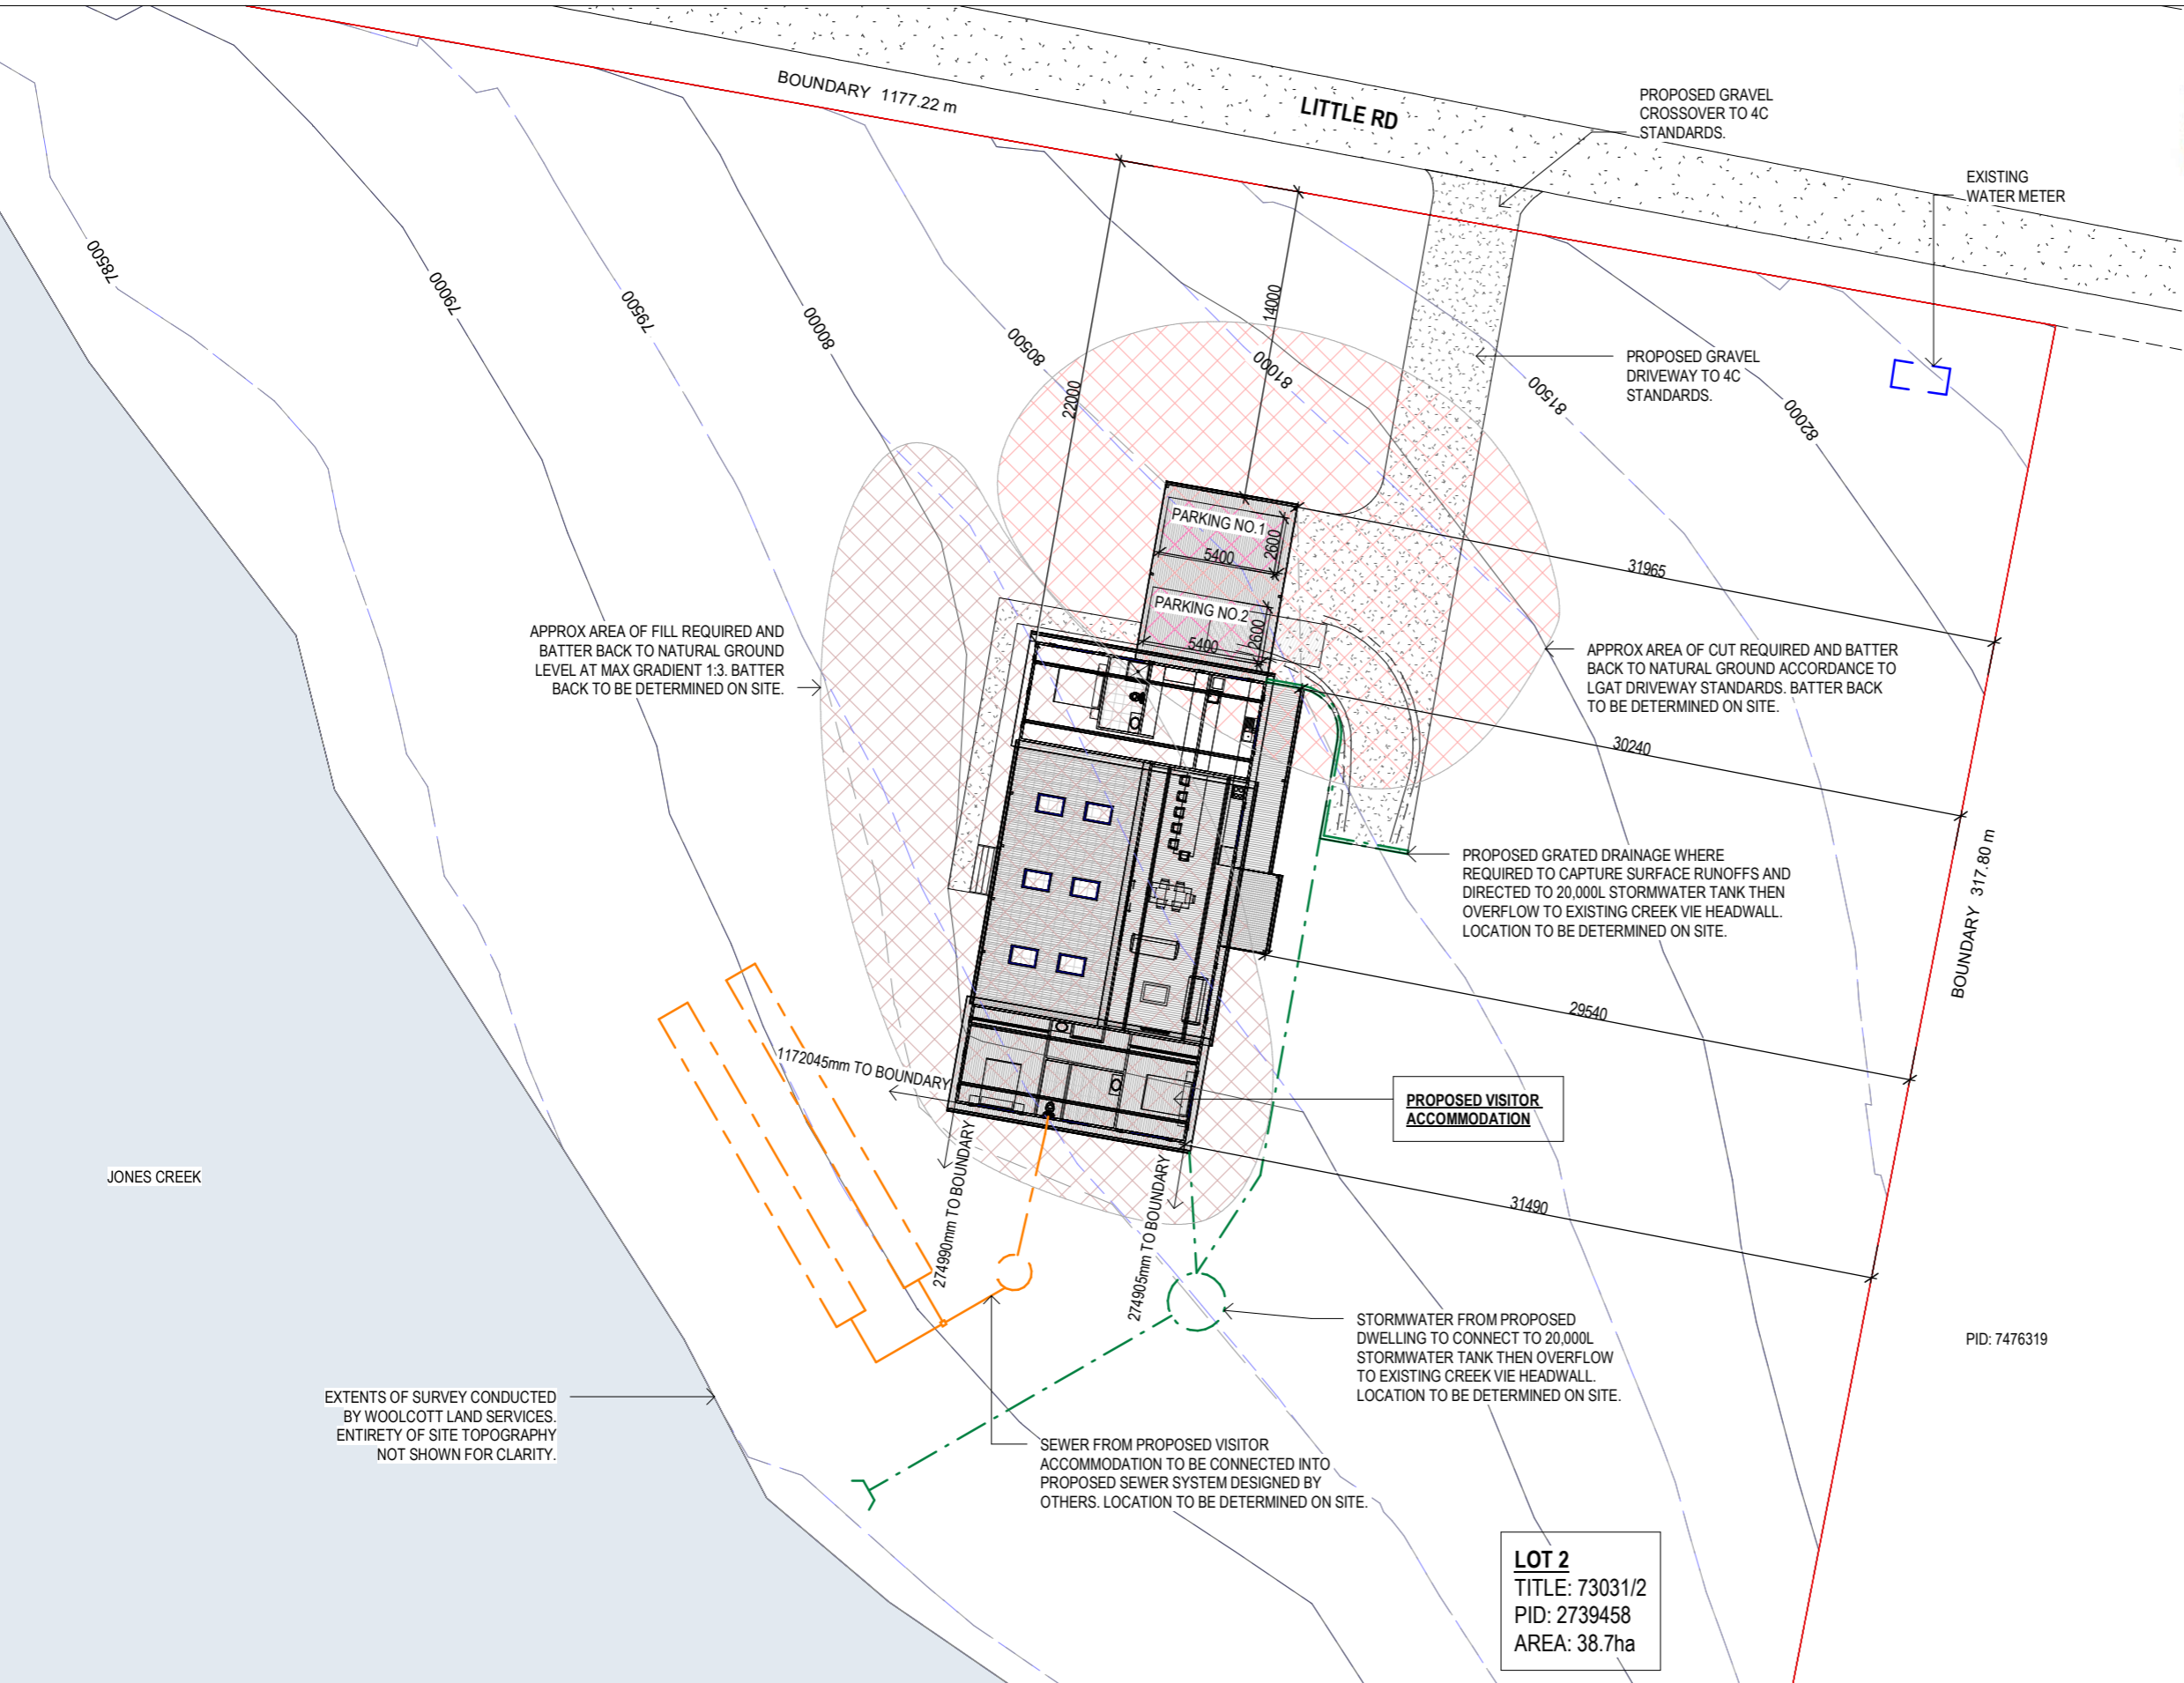 BOUNDARY 1177.22 m
LITTLE RD
PROPOSED GRAVEL
CROSSOVER TO 4C
STANDARDS.
EXISTING
WATER METER
78500
79000
79500
80000
80500
81000
81500
82000
14000
22000
PROPOSED GRAVEL
DRIVEWAY TO 4C
STANDARDS.
PARKING NO.1
5400
2600
PARKING NO.2
5400
2600
31965
APPROX AREA OF FILL REQUIRED AND
BATTER BACK TO NATURAL GROUND
LEVEL AT MAX GRADIENT 1:3. BATTER
BACK TO BE DETERMINED ON SITE.
APPROX AREA OF CUT REQUIRED AND BATTER
BACK TO NATURAL GROUND ACCORDANCE TO
LGAT DRIVEWAY STANDARDS. BATTER BACK
TO BE DETERMINED ON SITE.
30240
PROPOSED GRATED DRAINAGE WHERE
REQUIRED TO CAPTURE SURFACE RUNOFFS AND
DIRECTED TO 20,000L STORMWATER TANK THEN
OVERFLOW TO EXISTING CREEK VIE HEADWALL.
LOCATION TO BE DETERMINED ON SITE.
BOUNDARY 317.80 m
29540
1172045mm TO BOUNDARY
PROPOSED VISITOR
ACCOMMODATION
274990mm TO BOUNDARY
274905mm TO BOUNDARY
JONES CREEK
31490
STORMWATER FROM PROPOSED
DWELLING TO CONNECT TO 20,000L
STORMWATER TANK THEN OVERFLOW
TO EXISTING CREEK VIE HEADWALL.
LOCATION TO BE DETERMINED ON SITE.
PID: 7476319
EXTENTS OF SURVEY CONDUCTED
BY WOOLCOTT LAND SERVICES.
ENTIRETY OF SITE TOPOGRAPHY
NOT SHOWN FOR CLARITY.
SEWER FROM PROPOSED VISITOR
ACCOMMODATION TO BE CONNECTED INTO
PROPOSED SEWER SYSTEM DESIGNED BY
OTHERS. LOCATION TO BE DETERMINED ON SITE.
LOT 2
TITLE: 73031/2
PID: 2739458
AREA: 38.7ha